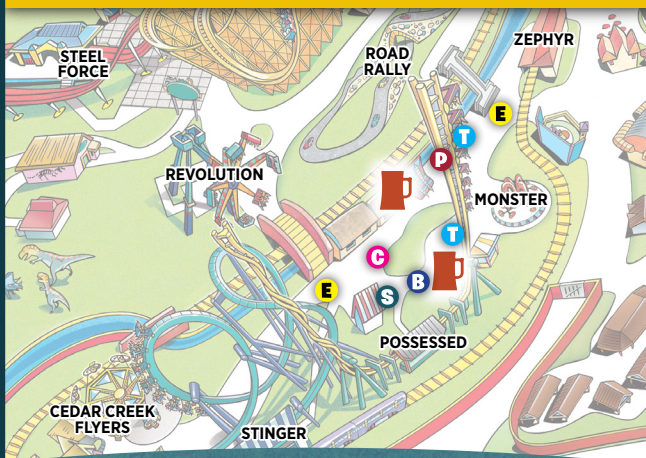 STEEL
FORCE
ROAD
RALLY
ZEPHYR
E
T
P
REVOLUTION
MONSTER
T
C
B
E
S
POSSESSED
CEDAR CREEK
FLYERS
STINGER